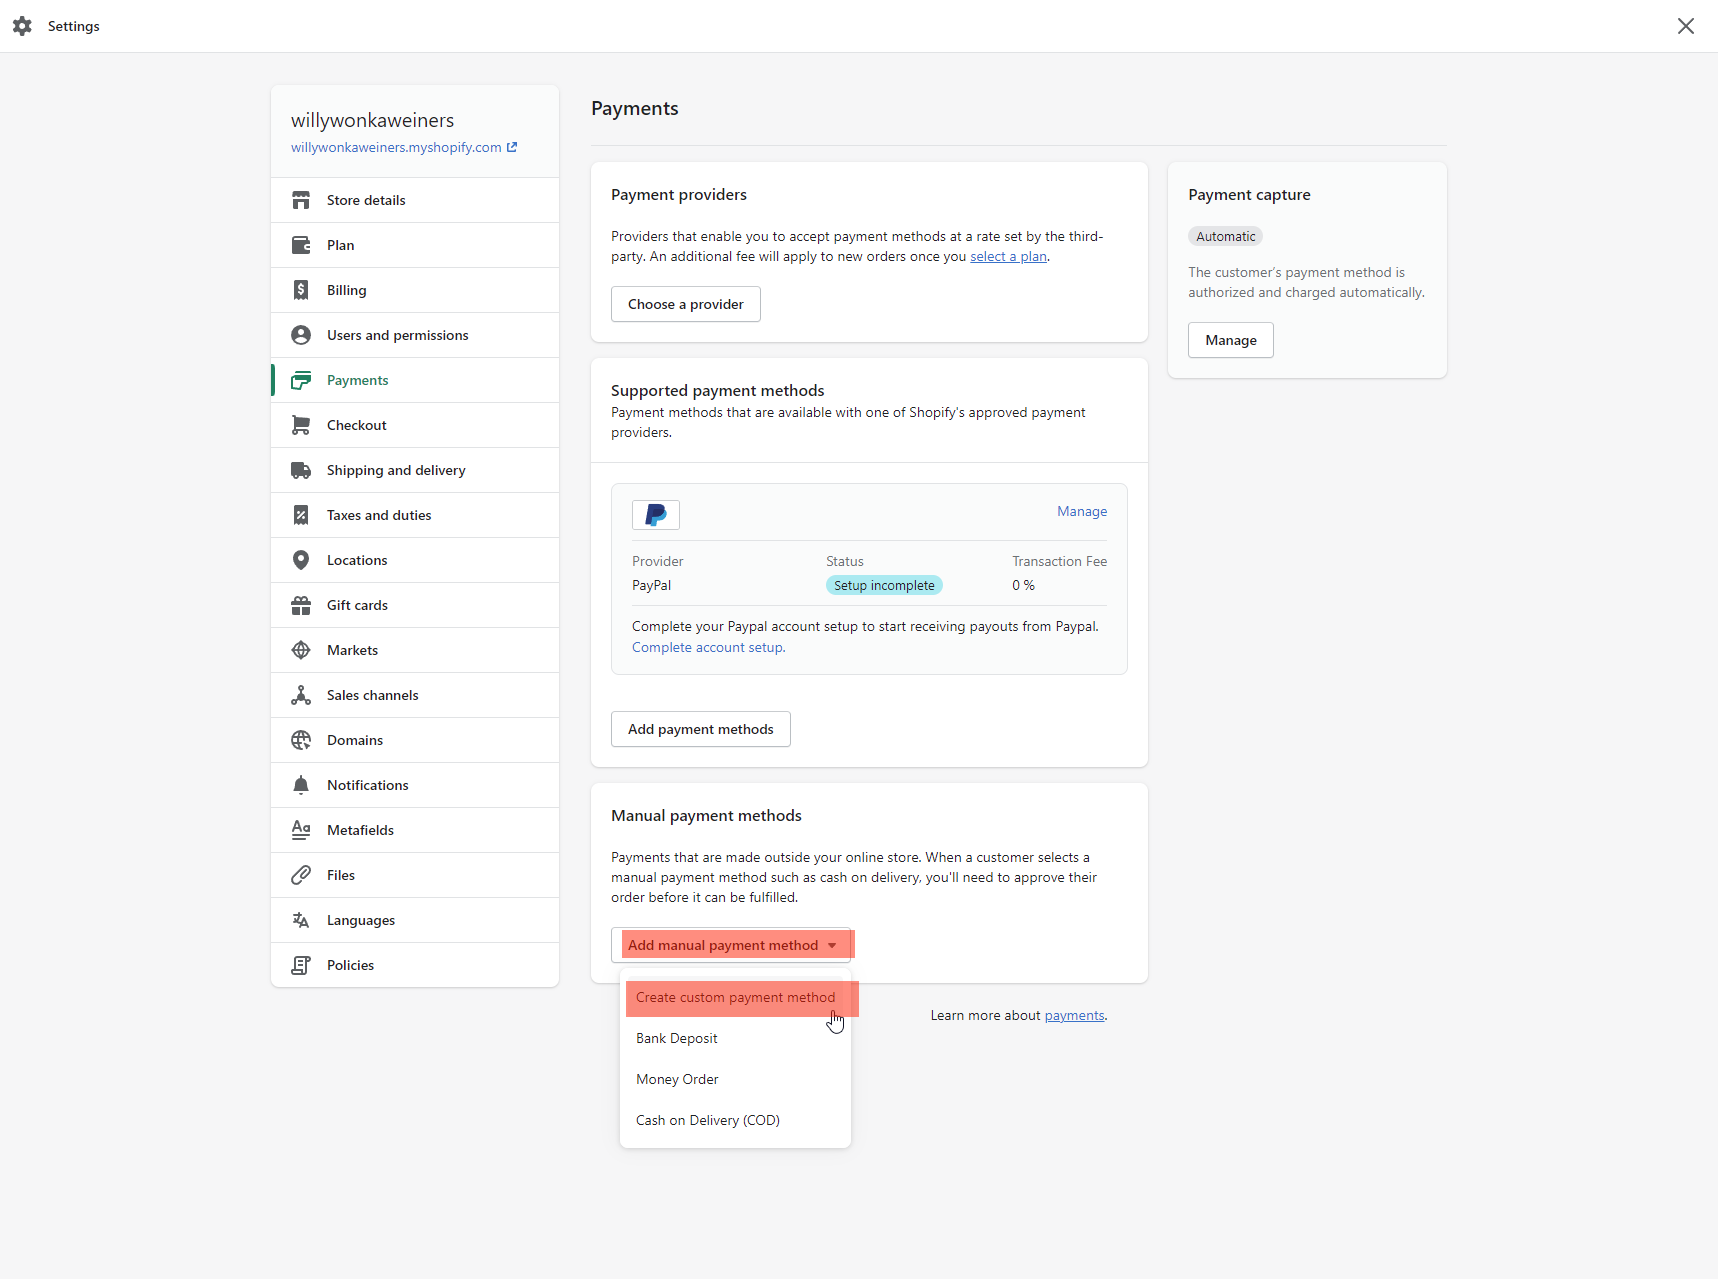 Settings
willywonkaweiners
willywonkaweiners.myshopify.com
Store details
Plan
Billing
Users and permissions
Payments
Checkout
Shipping and delivery
Taxes and duties
Locations
Gift cards
Markets
Sales channels
Domains
Notifications
Metafields
Files
Languages
Policies
Payments
Payment providers
Providers that enable you to accept payment methods at a rate set by the third-
party. An additional fee will apply to new orders once you select a plan.
Choose a provider
Supported payment methods
Payment methods that are available with one of Shopify's approved payment
providers.
Manage
Provider Status Transaction Fee
PayPal Setup incomplete 0 %
Complete your Paypal account setup to start receiving payouts from Paypal.
Complete account setup.
Add payment methods
Manual payment methods
Payments that are made outside your online store. When a customer selects a
manual payment method such as cash on delivery, you'll need to approve their
order before it can be fulfilled.
Add manual payment method
Create custom payment method
Bank Deposit
Money Order
Cash on Delivery (COD)
Learn more about payments.
Payment capture
Automatic
The customer's payment method is
authorized and charged automatically.
Manage